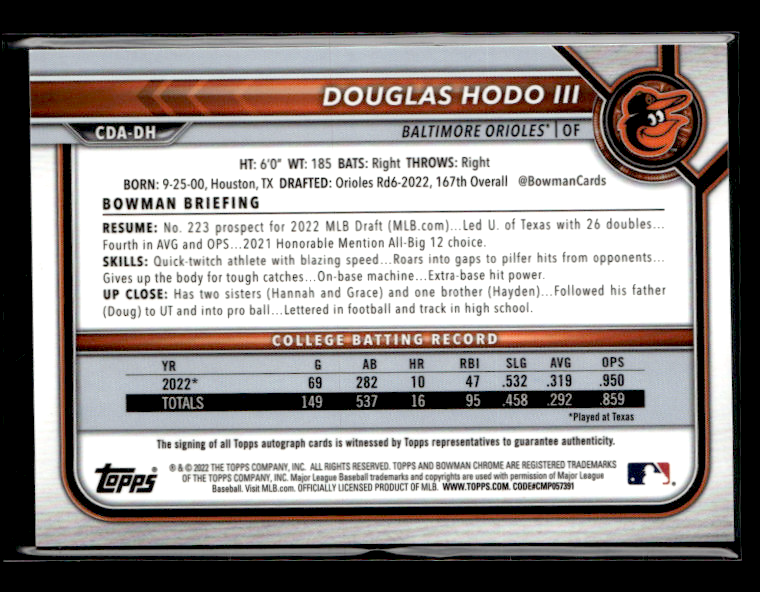 DOUGLAS HODO III
CDA-DH
BALTIMORE ORIOLES® | OF
HT: 6'0" WT: 185 BATS: Right THROWS: Right
BORN: 9-25-00, Houston, TX DRAFTED: Orioles Rd6-2022, 167th Overall @BowmanCards
BOWMAN BRIEFING
RESUME: No. 223 prospect for 2022 MLB Draft (MLB.com)...Led U. of Texas with 26 doubles...
Fourth in AVG and OPS...2021 Honorable Mention All-Big 12 choice.
SKILLS: Quick-twitch athlete with blazing speed...Roars into gaps to pilfer hits from opponents...
Gives up the body for tough catches...On-base machine...Extra-base hit power.
UP CLOSE: Has two sisters (Hannah and Grace) and one brother (Hayden)...Followed his father
(Doug) to UT and into pro ball...Lettered in football and track in high school.
COLLEGE BATTING RECORD
YR G AB HR RBI SLG AVG OPS
2022* 69 282 10 47 .532 .319 .950
TOTALS 149 537 16 95 .458 .292 .859
*Played at Texas
The signing of all Topps autograph cards is witnessed by Topps representatives to guarantee authenticity.
Topps®
® & © 2022 THE TOPPS COMPANY, INC. ALL RIGHTS RESERVED. TOPPS AND BOWMAN CHROME ARE REGISTERED TRADEMARKS
OF THE TOPPS COMPANY, INC. Major League Baseball trademarks and copyrights are used with permission of Major League
Baseball. Visit MLB.com. OFFICIALLY LICENSED PRODUCT OF MLB. WWW.TOPPS.COM. CODE#CMP057391